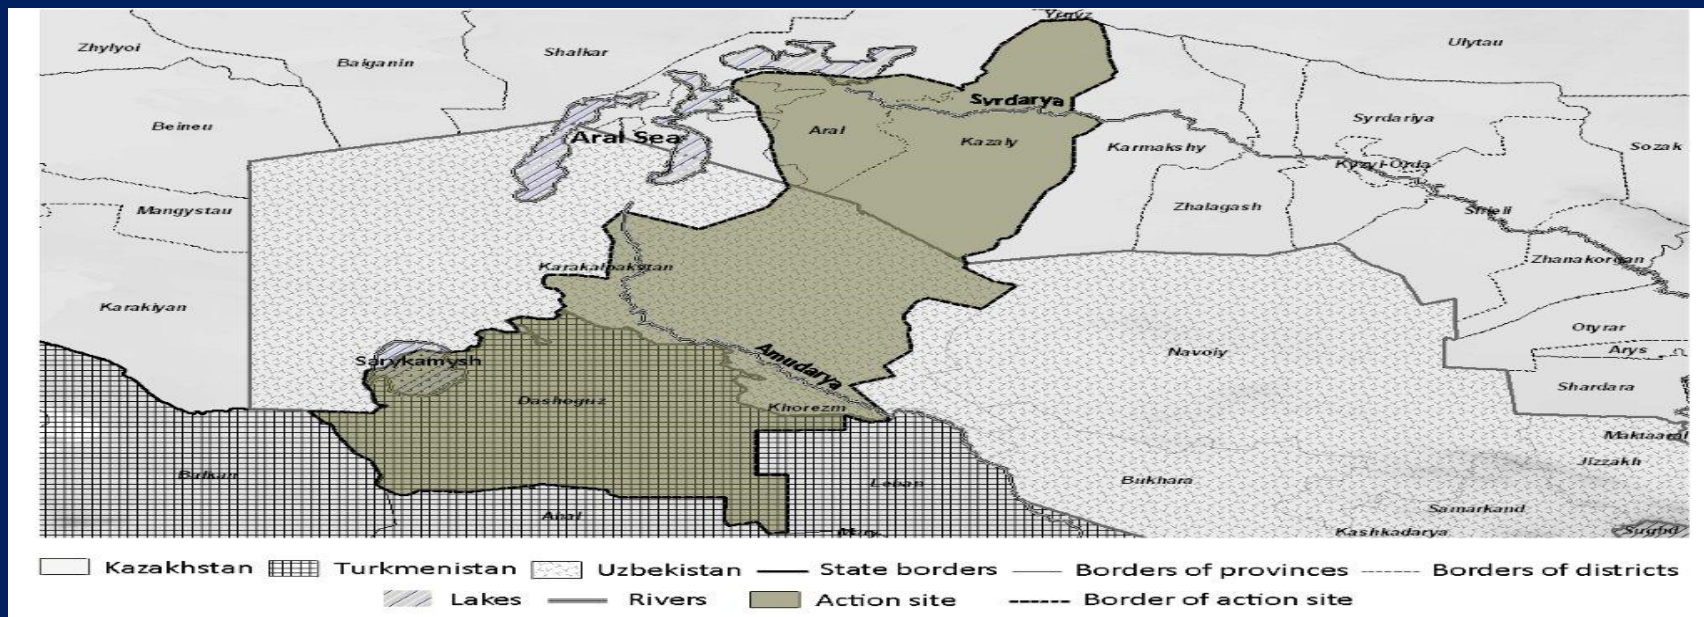 Yrgyz
Zhylyoi
Baiganin
Shalkar
Ulytau
Beineu
Aral Sea
Aral
Syrdarya
Kazaly
Karmakshy
Syrdariya
Sozak
Kyzyl-Orda
Mangystau
Zhalagash
Shieli
Karakalpakstan
Zhanakorgan
Karakiyan
Otyrar
Arys
Sarykamysh
Amudarya
Navoiy
Shardara
Dashoguz
Khorezm
Maktaaral
Balkan
Lebap
Bukhara
Jizzakh
Ahal
Mary
Samarkand
Kashkadarya
Sughd
Kazakhstan Turkmenistan Uzbekistan State borders Borders of provinces Borders of districts
Lakes Rivers Action site Border of action site